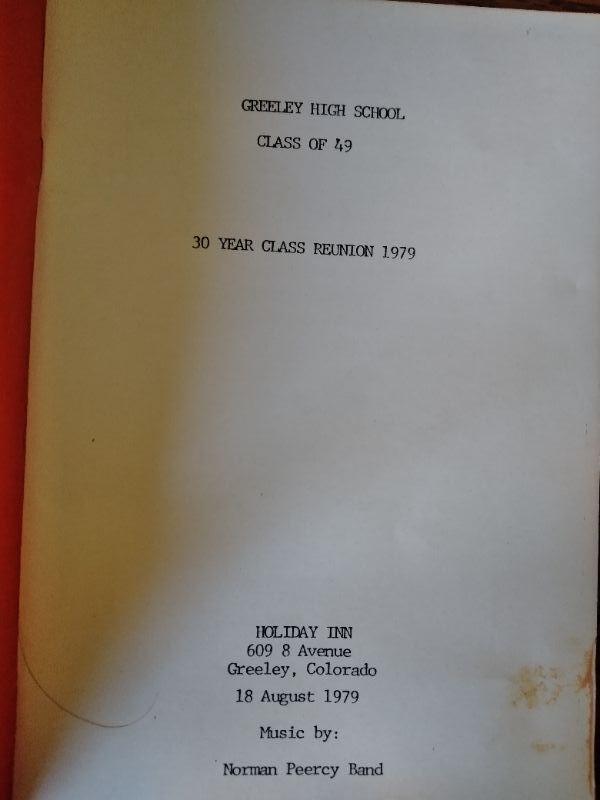 GREELEY HIGH SCHOOL
CLASS OF 49
30 YEAR CLASS REUNION 1979
HOLIDAY INN
609 8 Avenue
Greeley, Colorado
18 August 1979
Music by:
Norman Peercy Band